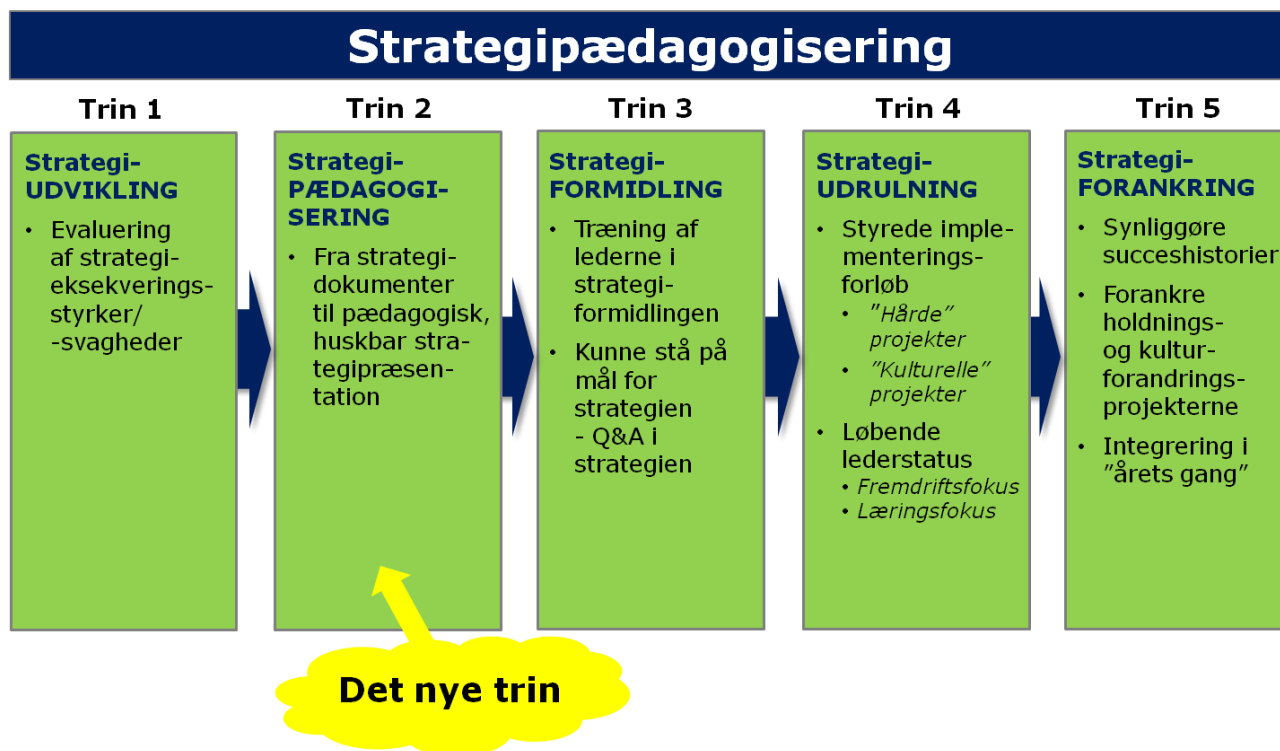 Strategipædagogisering
Trin 1
Strategi-
UDVIKLING
• Evaluering
af strategi-
eksekverings-
styrker/
-svagheder
Trin 2
Strategi-
PÆDAGOGI-
SERING
• Fra strategi-
dokumenter
til pædagogisk,
huskbar stra-
tegipræsen-
tation
Trin 3
Strategi-
FORMIDLING
• Træning af
lederne i
strategi-
formidlingen
• Kunne stå på
mål for
strategien
- Q&A i
strategien
Trin 4
Strategi-
UDRULNING
• Styrede imple-
menterings-
forløb
• ”Hårde”
projekter
• ”Kulturelle”
projekter
• Løbende
lederstatus
• Fremdriftsfokus
• Læringsfokus
Trin 5
Strategi-
FORANKRING
• Synliggøre
succeshistorier
• Forankre
holdnings-
og kultur-
forandrings-
projekterne
• Integrering i
”årets gang”
Det nye trin